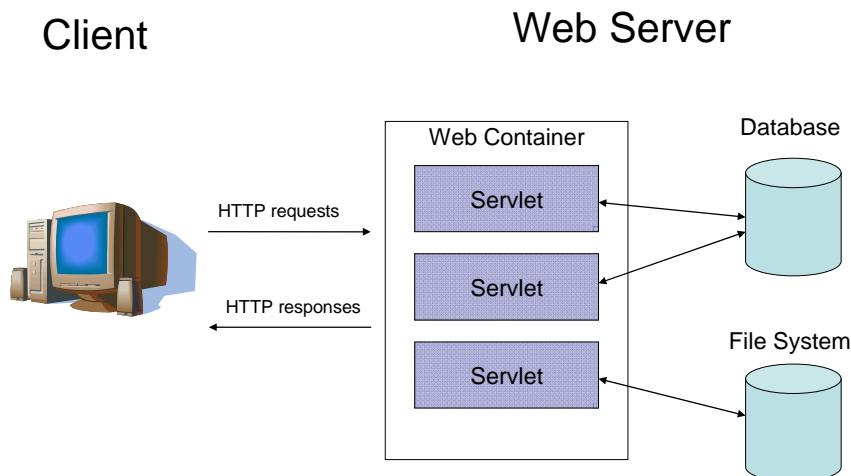 Client
Web Server
Web Container
Database
Servlet
HTTP requests
Servlet
HTTP responses
File System
Servlet